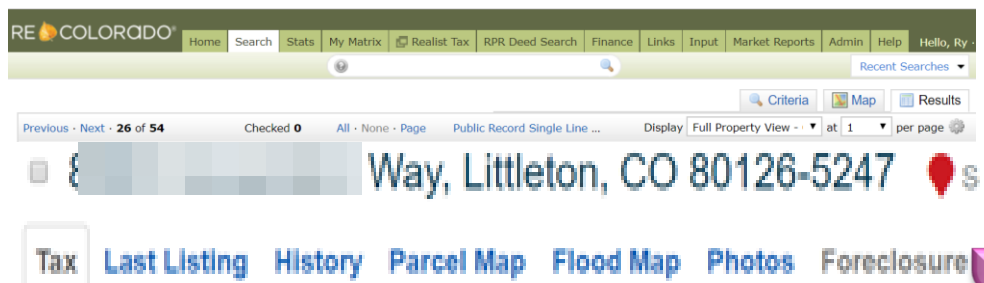 RECOLORADO®
Home Search Stats My Matrix Realist Tax RPR Deed Search Finance Links Input Market Reports Admin Help Hello, Ry ·
Recent Searches
Criteria Map Results
Previous · Next · 26 of 54 Checked 0 All · None · Page Public Record Single Line ... Display Full Property View - at 1 per page
8 Way, Littleton, CO 80126-5247 S
Tax Last Listing History Parcel Map Flood Map Photos Foreclosure